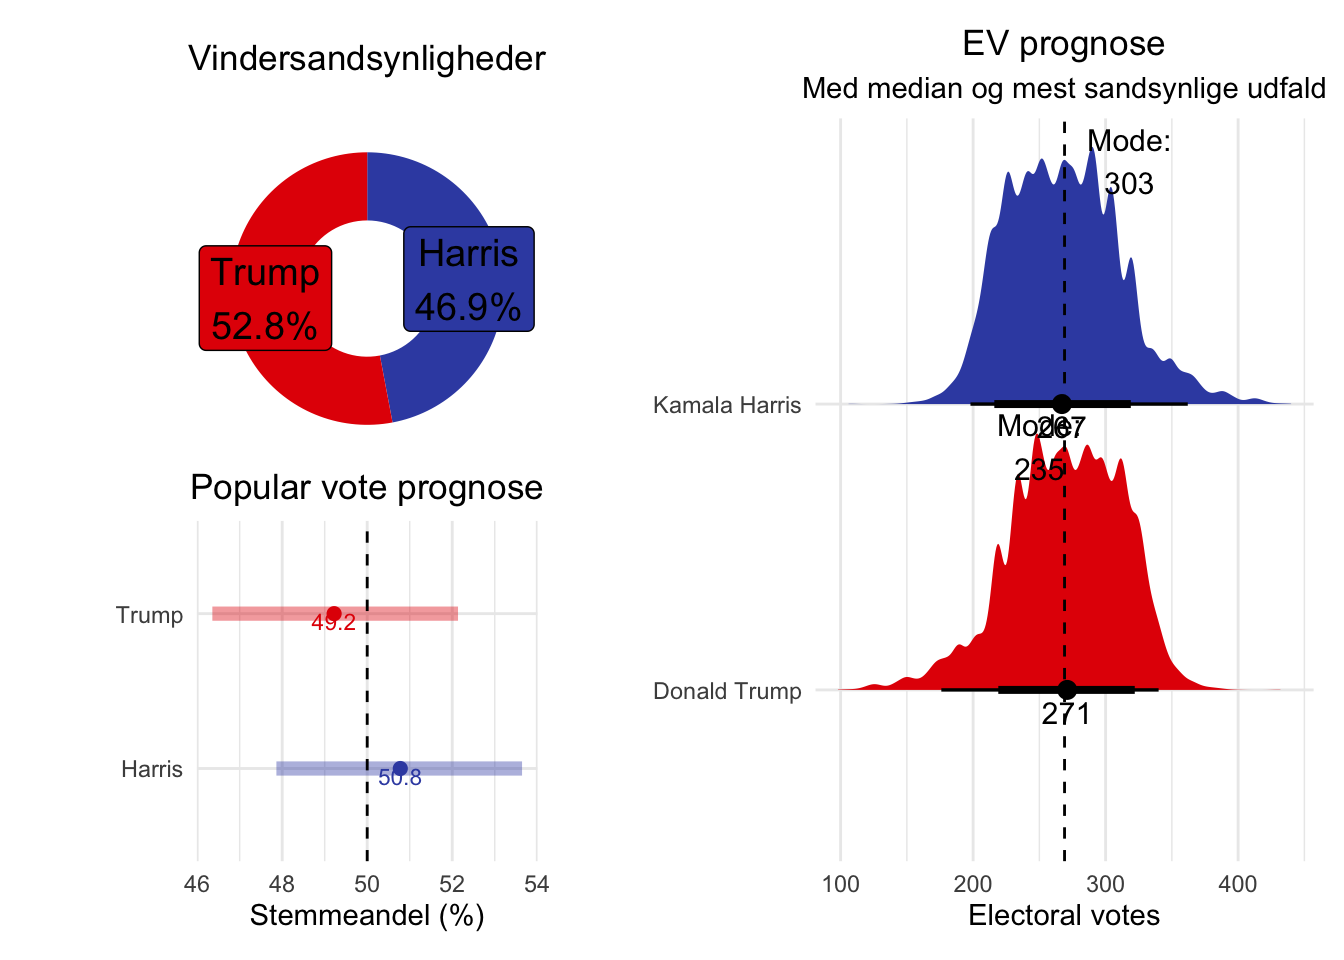 Vindersandsynligheder
Trump
52.8%
Harris
46.9%
Popular vote prognose
Trump
49.2
Harris
50.8
46 48 50 52 54
Stemmeandel (%)
EV prognose
Med median og mest sandsynlige udfald
Mode:
303
Kamala Harris
267
Mode:
235
Donald Trump
271
100 200 300 400
Electoral votes